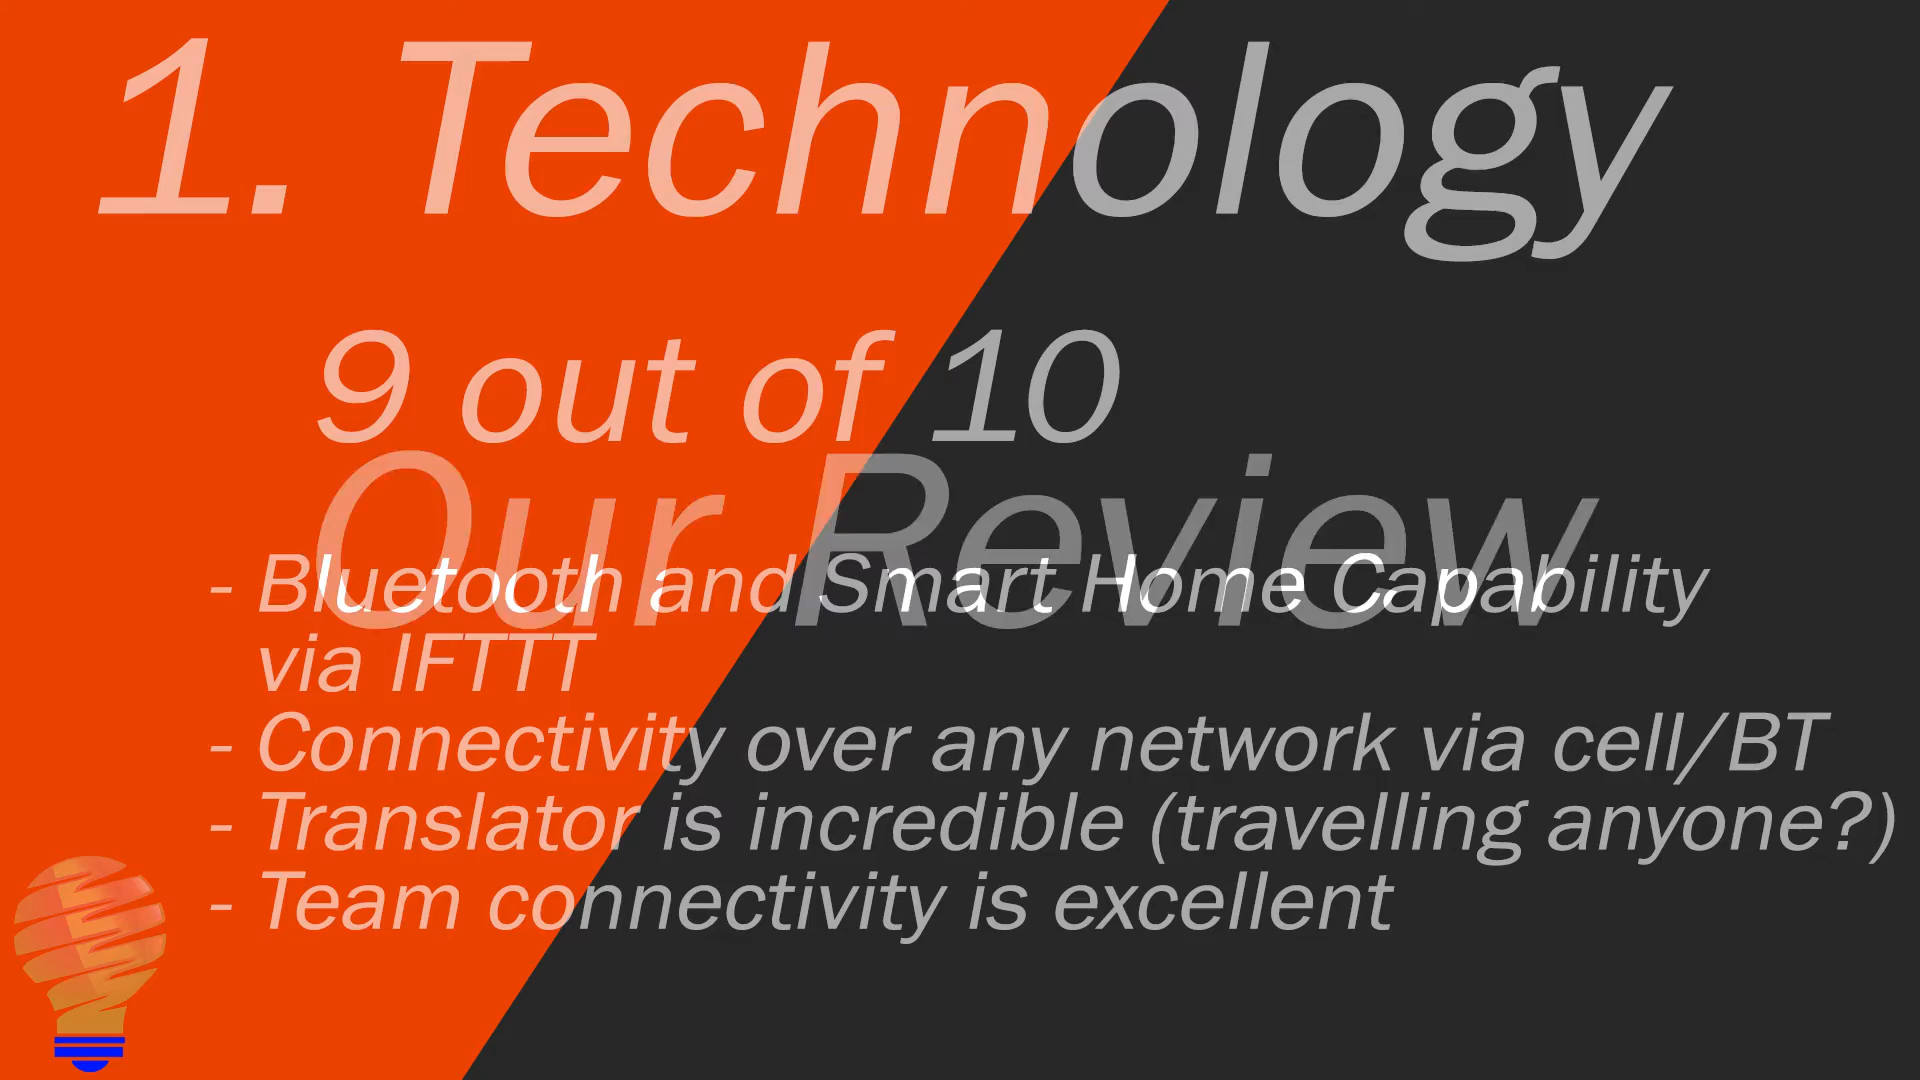 1. Technology
9 out of 10
Our Review
- Bluetooth and Smart Home Capability
via IFTTT
- Connectivity over any network via cell/BT
- Translator is incredible (travelling anyone?)
- Team connectivity is excellent